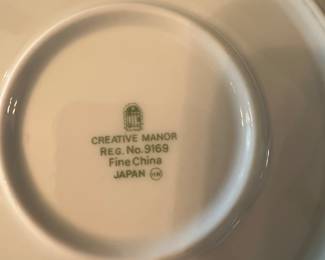 CREATIVE MANOR
REG. No. 9169
Fine China
JAPAN